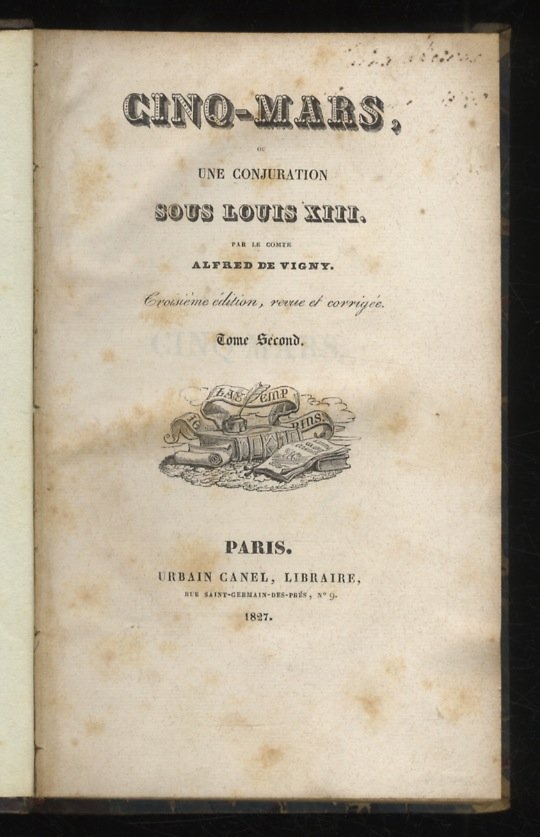 CINQ-MARS,
OU
UNE CONJURATION
SOUS LOUIS XIII.
PAR LE COMTE
ALFRED DE VIGNY.
Troisième édition, revue et corrigée.
Tome Second.
PARIS.
URBAIN CANEL, LIBRAIRE,
RUE SAINT-GERMAIN-DES-PRÉS, N° 9.
1827.